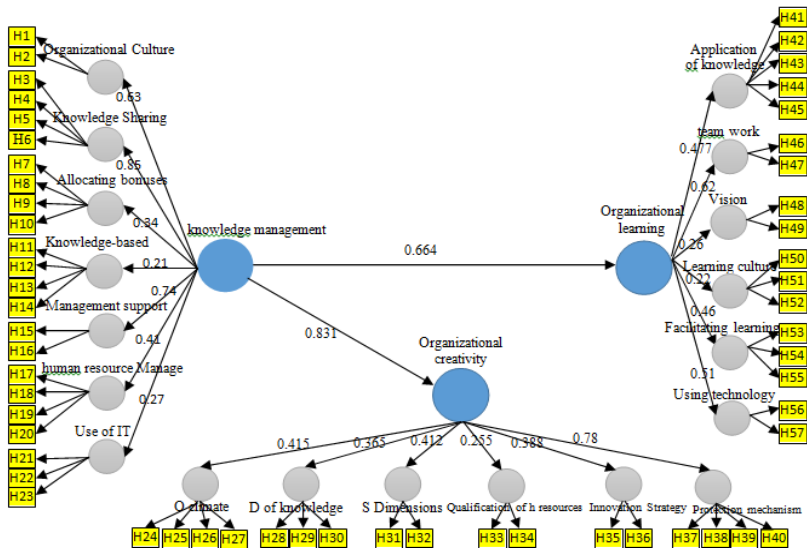 H1
H2
Organizational Culture
0.63
H3
H4
H5
H6
Knowledge Sharing
0.85
H7
H8
H9
H10
Allocating bonuses
0.34
H11
H12
H13
H14
Knowledge-based
0.21
H15
H16
Management support
0.74
H17
H18
H19
H20
human resource Manage
0.41
H21
H22
H23
Use of IT
0.27
knowledge management
0.664
0.831
Organizational
learning
Organizational
creativity
Application
of knowledge
0.477
H41
H42
H43
H44
H45
team work
0.62
H46
H47
Vision
0.26
H48
H49
Learning culture
0.22
H50
H51
H52
Facilitating learning
0.46
H53
H54
H55
Using technology
0.51
H56
H57
0.415
0.365
0.412
0.255
0.388
0.78
O climate
D of knowledge
S Dimensions
Qualification of h resources
Innovation Strategy
Protection mechanism
H24
H25
H26
H27
H28
H29
H30
H31
H32
H33
H34
H35
H36
H37
H38
H39
H40